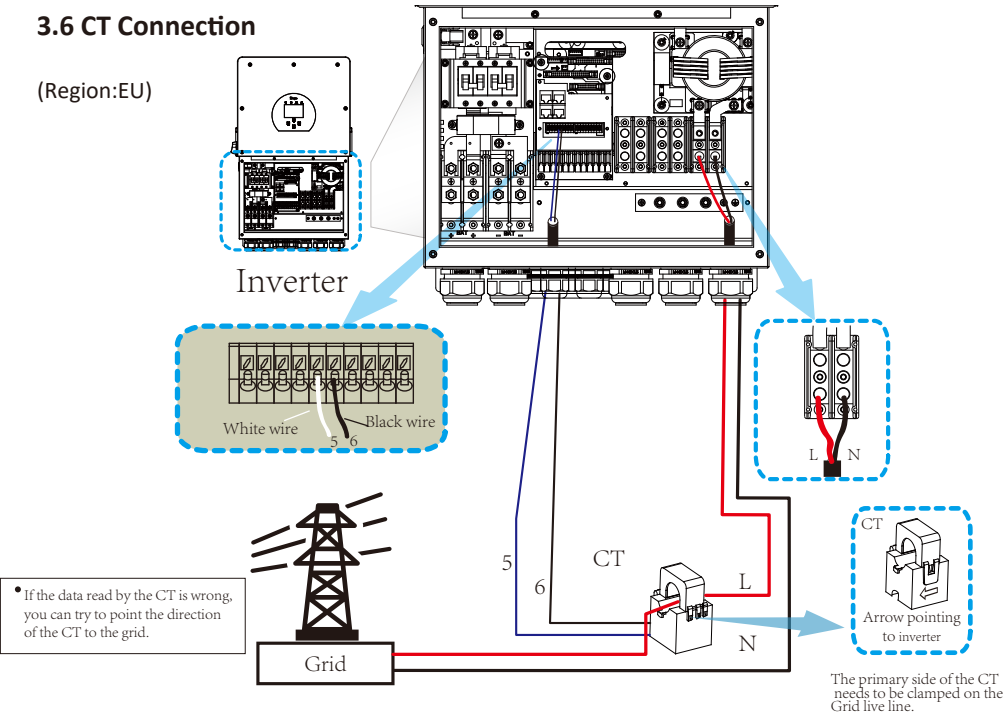 3.6 CT Connection
(Region:EU)
Inverter
+ BAT + − BAT −
White wire
Black wire
5 6
L N
5
6
CT
L
N
CT
Arrow pointing
to inverter
• If the data read by the CT is wrong,
you can try to point the direction
of the CT to the grid.
Grid
The primary side of the CT
needs to be clamped on the
Grid live line.